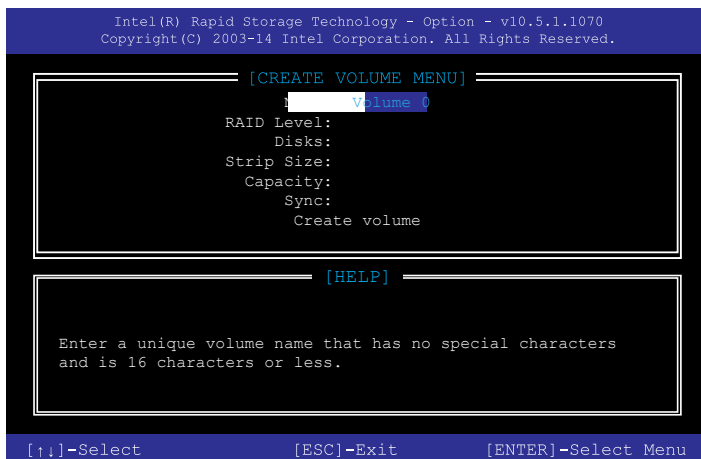 Intel(R) Rapid Storage Technology - Option - v10.5.1.1070
Copyright(C) 2003-14 Intel Corporation. All Rights Reserved.
[CREATE VOLUME MENU]
Volume 0
RAID Level:
Disks:
Strip Size:
Capacity:
Sync:
Create volume
[HELP]
Enter a unique volume name that has no special characters
and is 16 characters or less.
[↑↓]-Select [ESC]-Exit [ENTER]-Select Menu